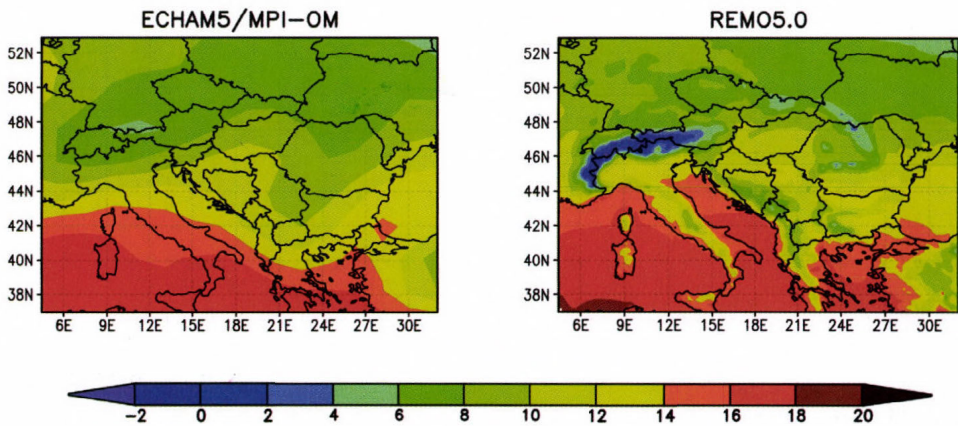 ECHAM5/MPI-OM
REMO5.0
52N
50N
48N
46N
44N
42N
40N
38N
6E 9E 12E 15E 18E 21E 24E 27E 30E
52N
50N
48N
46N
44N
42N
40N
38N
6E 9E 12E 15E 18E 21E 24E 27E 30E
-2 0 2 4 6 8 10 12 14 16 18 20